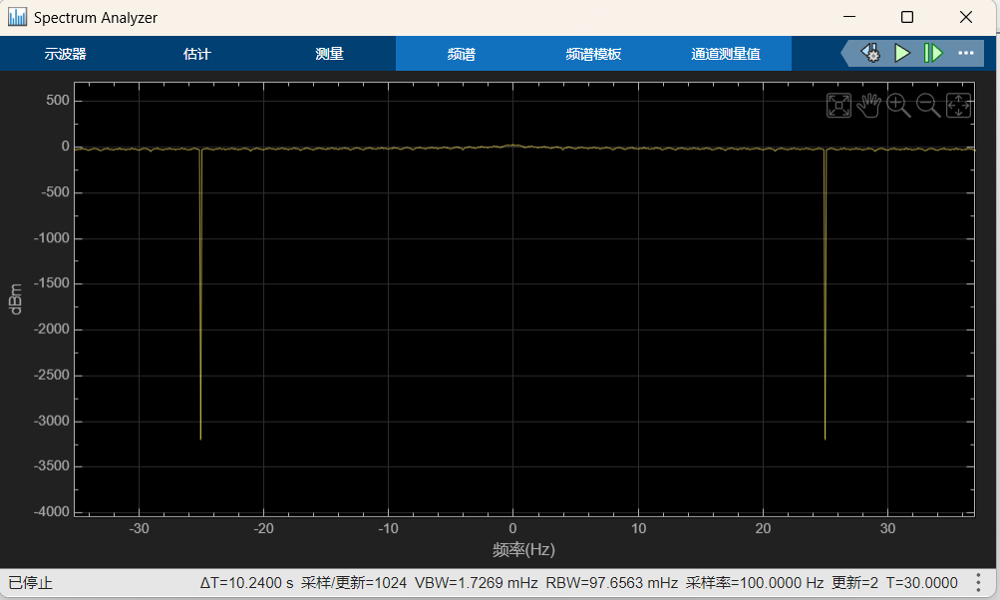 Spectrum Analyzer
示波器 估计 测量 频谱 频谱模板 通道测量值
500
0
-500
-1000
-1500
-2000
-2500
-3000
-3500
-4000
dBm
-30 -20 -10 0 10 20 30
频率(Hz)
已停止 ΔT=10.2400 s 采样/更新=1024 VBW=1.7269 mHz RBW=97.6563 mHz 采样率=100.0000 Hz 更新=2 T=30.0000